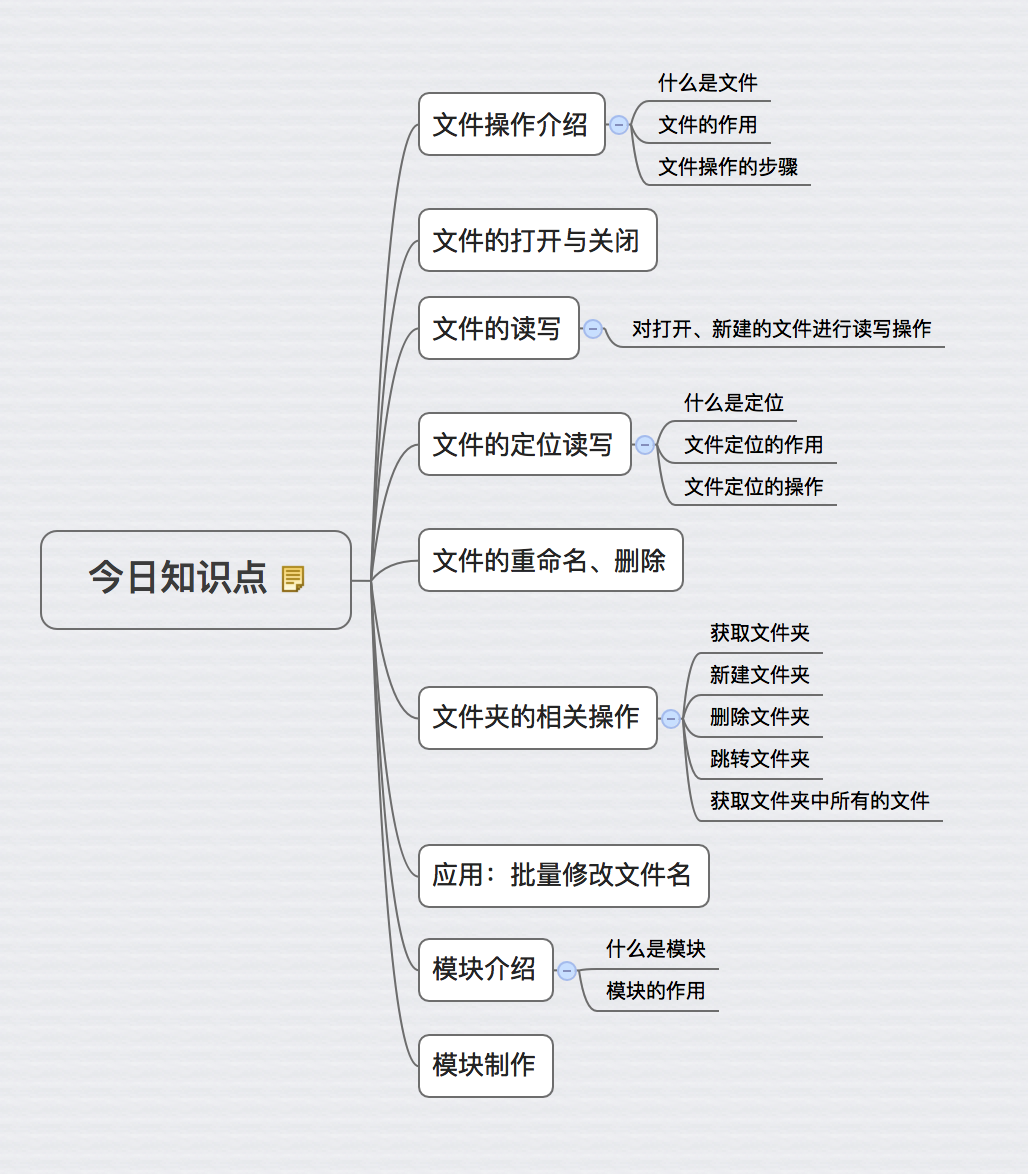 今日知识点
文件操作介绍
什么是文件
文件的作用
文件操作的步骤
文件的打开与关闭
文件的读写
对打开、新建的文件进行读写操作
文件的定位读写
什么是定位
文件定位的作用
文件定位的操作
文件的重命名、删除
文件夹的相关操作
获取文件夹
新建文件夹
删除文件夹
跳转文件夹
获取文件夹中所有的文件
应用：批量修改文件名
模块介绍
什么是模块
模块的作用
模块制作